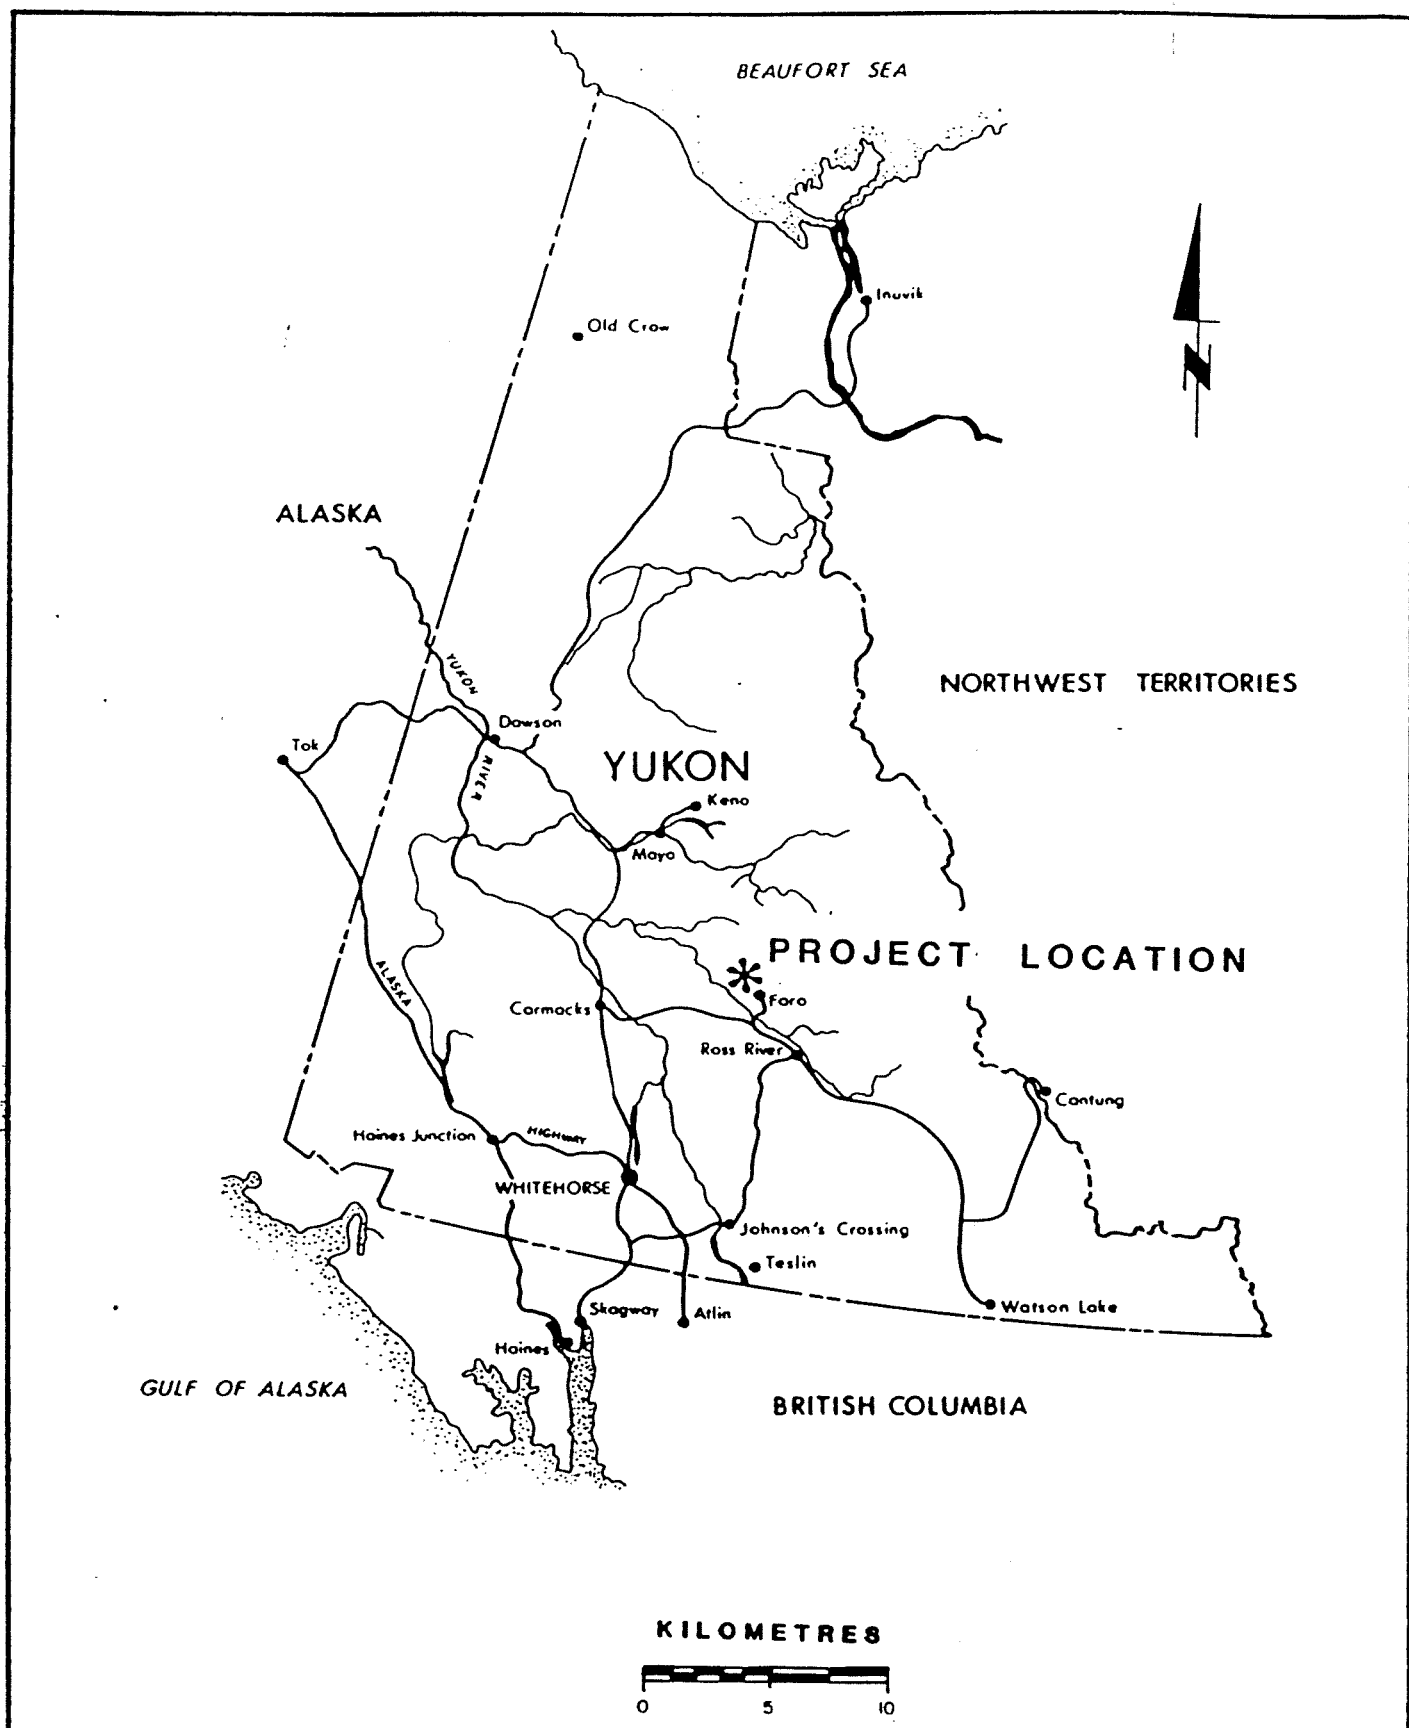 BEAUFORT SEA
Inuvik
Old Crow
N
ALASKA
YUKON
NORTHWEST TERRITORIES
Dawson
Tok
RIVER
YUKON
Keno
Mayo
PROJECT LOCATION
ALASKA
Faro
Carmacks
Ross River
Cantung
Haines Junction
HIGHWAY
WHITEHORSE
Johnson's Crossing
Teslin
Watson Lake
Skagway
Atlin
Haines
GULF OF ALASKA
BRITISH COLUMBIA
KILOMETRES
0 5 10